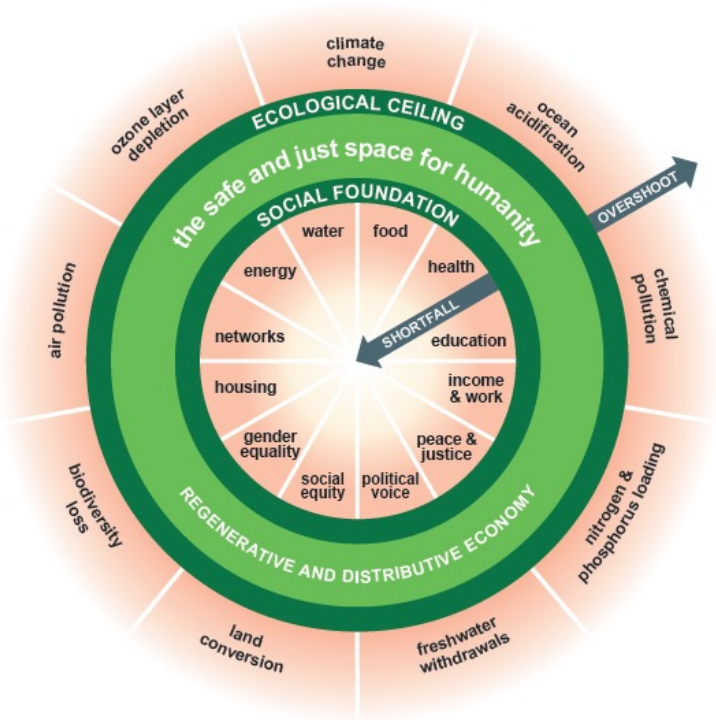 climate
change
ocean
acidification
OVERSHOOT
chemical
pollution
nitrogen &
phosphorus loading
freshwater
withdrawals
land
conversion
biodiversity
loss
air pollution
ozone layer
depletion
ECOLOGICAL CEILING
the safe and just space for humanity
SOCIAL FOUNDATION
water
food
health
SHORTFALL
education
income
& work
peace &
justice
political
voice
social
equity
gender
equality
housing
networks
energy
REGENERATIVE AND DISTRIBUTIVE ECONOMY